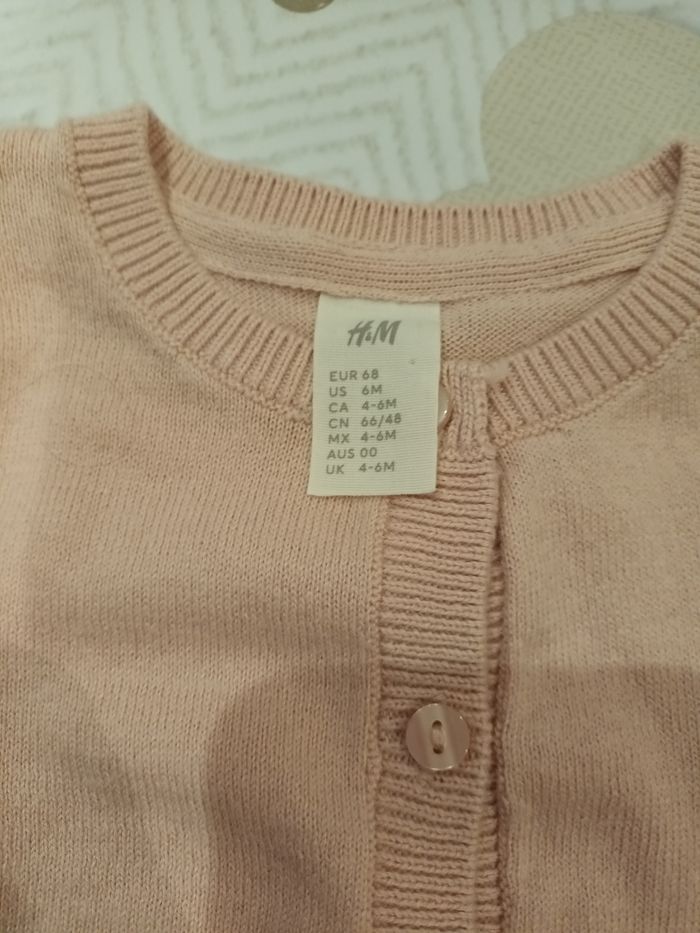 H&M
EUR 68
US 6M
CA 4-6M
CN 66/48
MX 4-6M
AUS 00
UK 4-6M